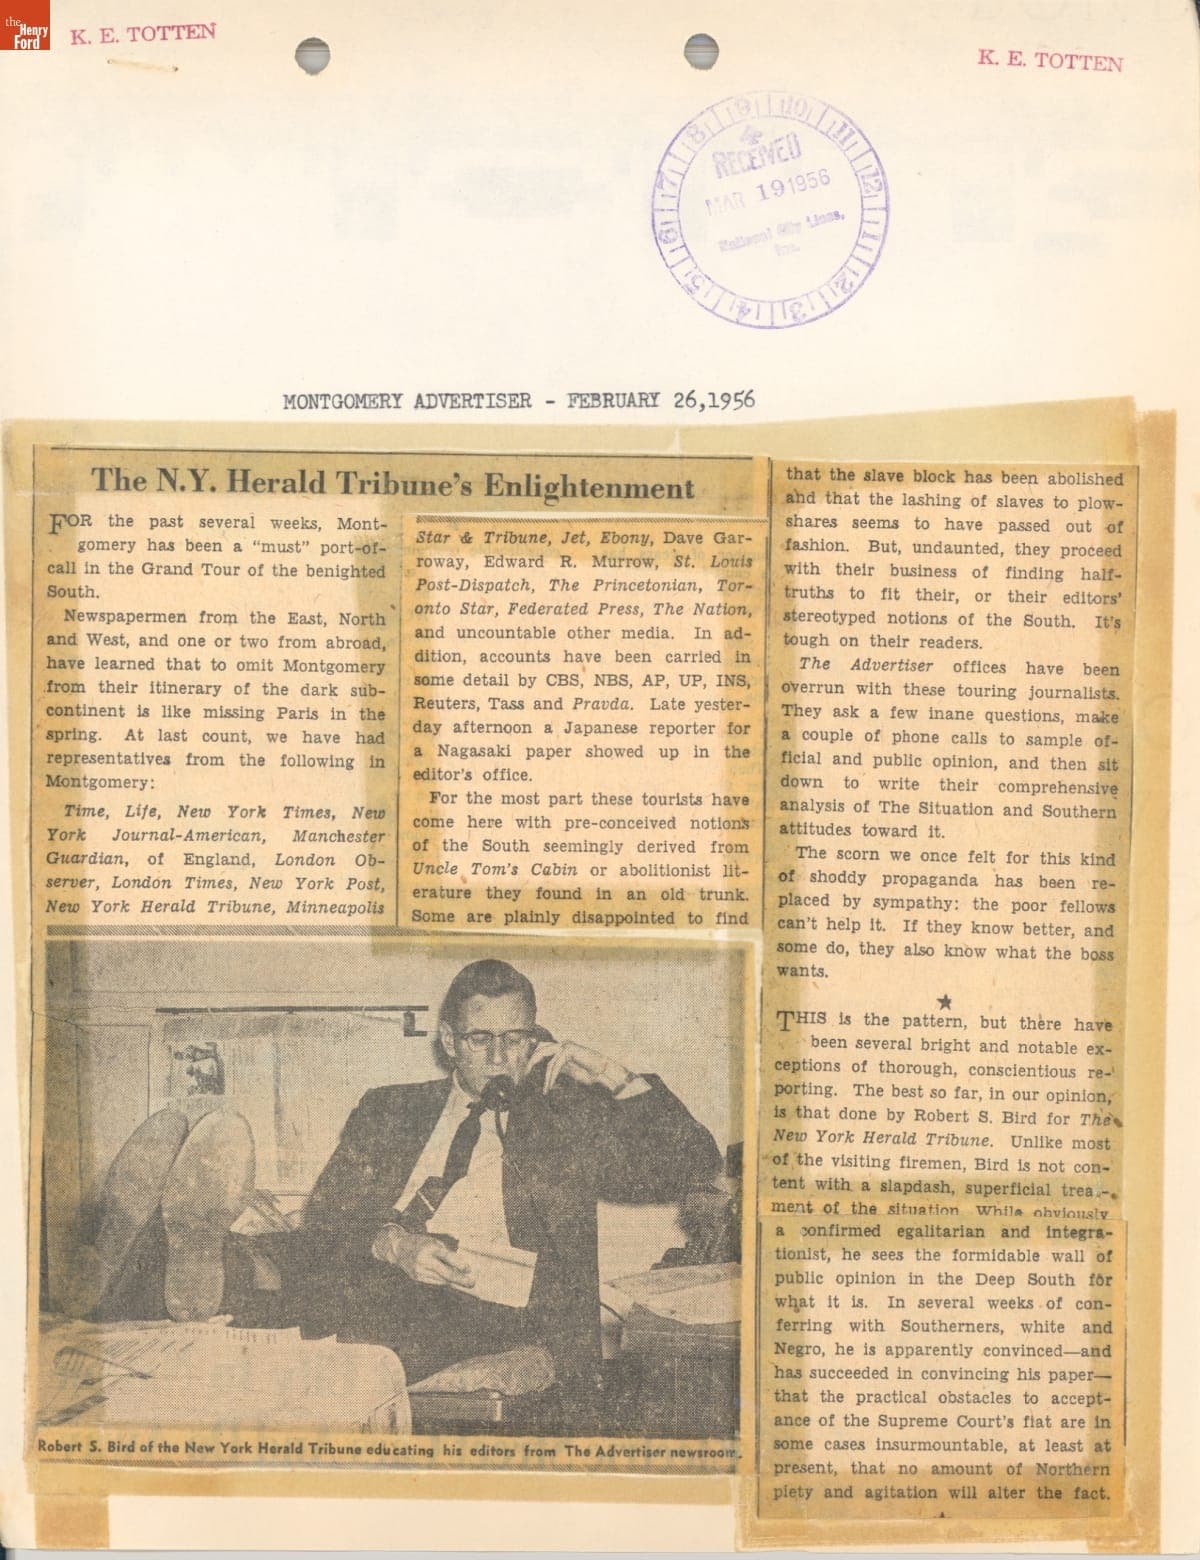 the
Henry
Ford
K. E. TOTTEN
K. E. TOTTEN
8 9 10 11 12 1 2 3 4 5 6 7
RECEIVED
MAR 19 1956
National City Lines,
Inc.
MONTGOMERY ADVERTISER - FEBRUARY 26,1956
The N.Y. Herald Tribune's Enlightenment
FOR the past several weeks, Mont-
gomery has been a "must" port-of-
call in the Grand Tour of the benighted
South.
Newspapermen from the East, North
and West, and one or two from abroad,
have learned that to omit Montgomery
from their itinerary of the dark sub-
continent is like missing Paris in the
spring. At last count, we have had
representatives from the following in
Montgomery:
Time, Life, New York Times, New
York Journal-American, Manchester
Guardian, of England, London Ob-
server, London Times, New York Post,
New York Herald Tribune, Minneapolis
Star & Tribune, Jet, Ebony, Dave Gar-
roway, Edward R. Murrow, St. Louis
Post-Dispatch, The Princetonian, Tor-
onto Star, Federated Press, The Nation,
and uncountable other media. In ad-
dition, accounts have been carried in
some detail by CBS, NBS, AP, UP, INS,
Reuters, Tass and Pravda. Late yester-
day afternoon a Japanese reporter for
a Nagasaki paper showed up in the
editor's office.
For the most part these tourists have
come here with pre-conceived notions
of the South seemingly derived from
Uncle Tom's Cabin or abolitionist lit-
erature they found in an old trunk.
Some are plainly disappointed to find
that the slave block has been abolished
and that the lashing of slaves to plow-
shares seems to have passed out of
fashion. But, undaunted, they proceed
with their business of finding half-
truths to fit their, or their editors'
stereotyped notions of the South. It's
tough on their readers.
The Advertiser offices have been
overrun with these touring journalists.
They ask a few inane questions, make
a couple of phone calls to sample of-
ficial and public opinion, and then sit
down to write their comprehensive
analysis of The Situation and Southern
attitudes toward it.
The scorn we once felt for this kind
of shoddy propaganda has been re-
placed by sympathy: the poor fellows
can't help it. If they know better, and
some do, they also know what the boss
wants.
THIS is the pattern, but there have
been several bright and notable ex-
ceptions of thorough, conscientious re-
porting. The best so far, in our opinion,
is that done by Robert S. Bird for The
New York Herald Tribune. Unlike most
of the visiting firemen, Bird is not con-
tent with a slapdash, superficial trea-
ment of the situation. While obviously
a confirmed egalitarian and integra-
tionist, he sees the formidable wall of
public opinion in the Deep South for
what it is. In several weeks of con-
ferring with Southerners, white and
Negro, he is apparently convinced—and
has succeeded in convincing his paper—
that the practical obstacles to accept-
ance of the Supreme Court's fiat are in
some cases insurmountable, at least at
present, that no amount of Northern
piety and agitation will alter the fact.
Robert S. Bird of the New York Herald Tribune educating his editors from The Advertiser newsroom.